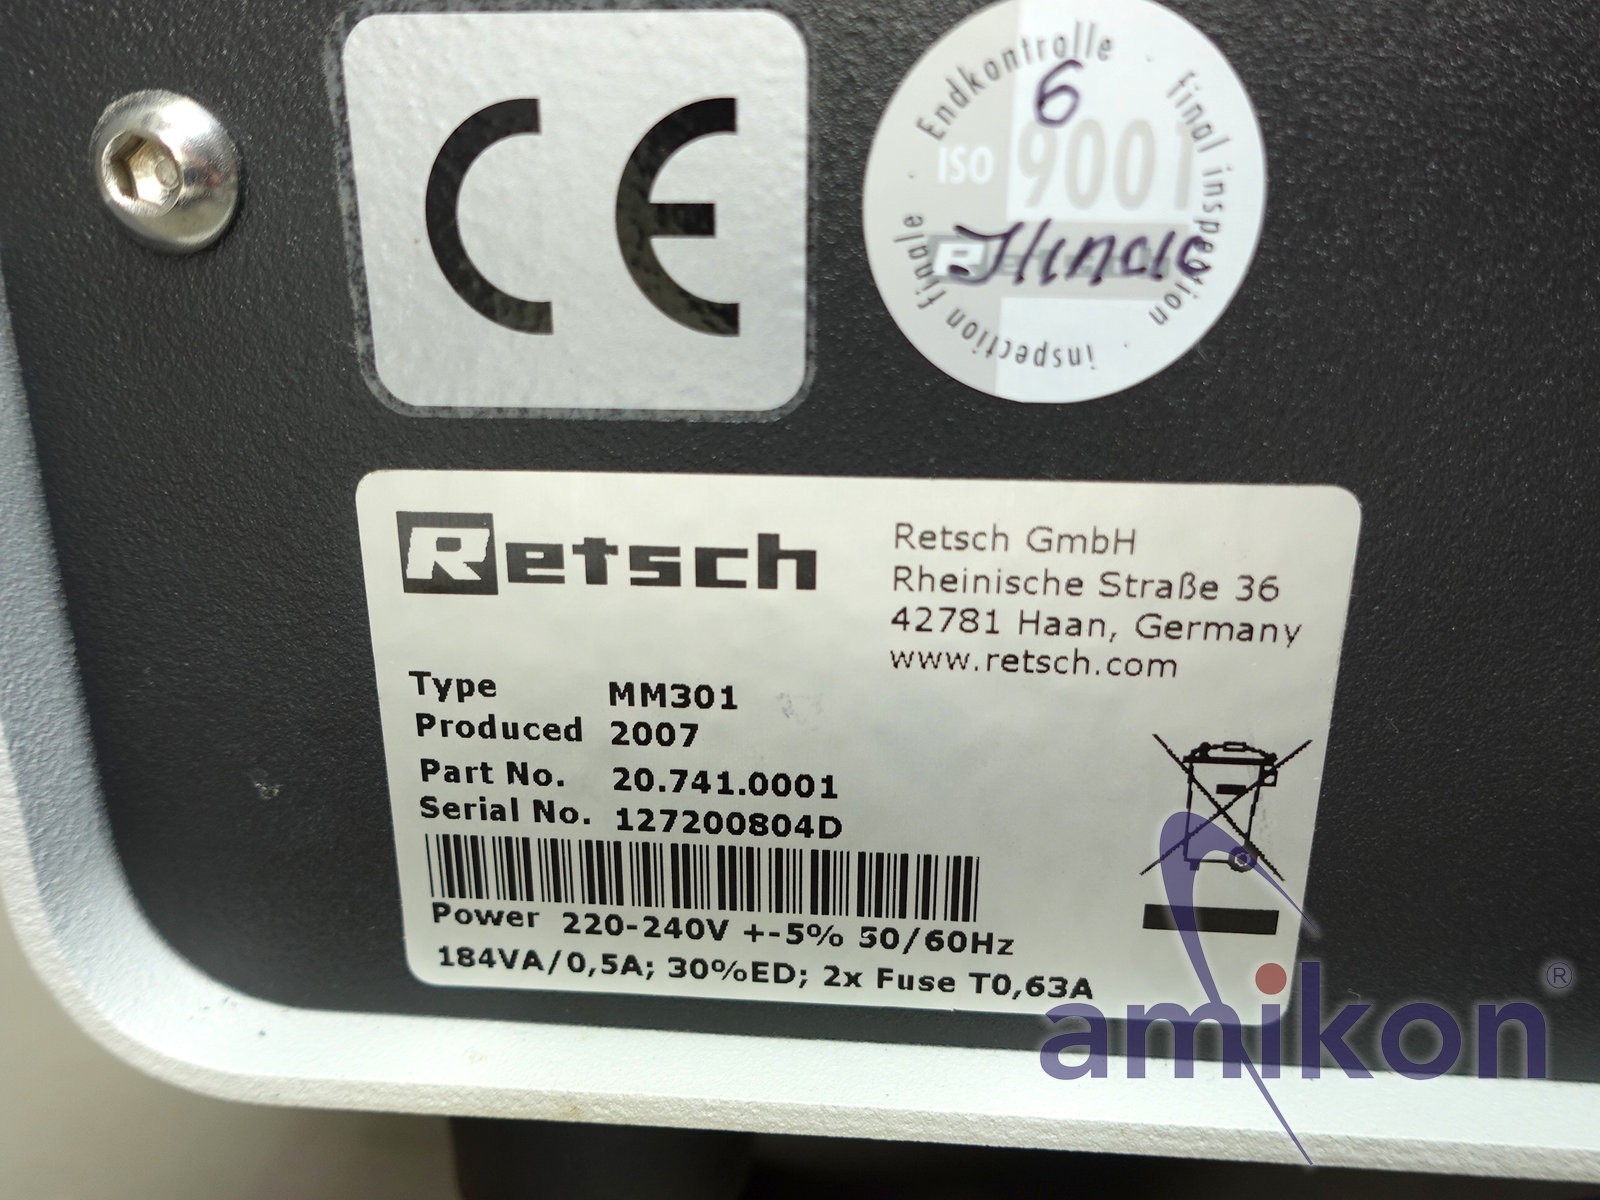 CE
Endkontrolle · final inspection · inspection finale ·
6
ISO 9001
Retsch
Retsch GmbH
Rheinische Straße 36
42781 Haan, Germany
www.retsch.com
Type MM301
Produced 2007
Part No. 20.741.0001
Serial No. 127200804D
Power 220-240V +-5% 50/60Hz
184VA/0,5A; 30%ED; 2x Fuse T0,63A
amikon®